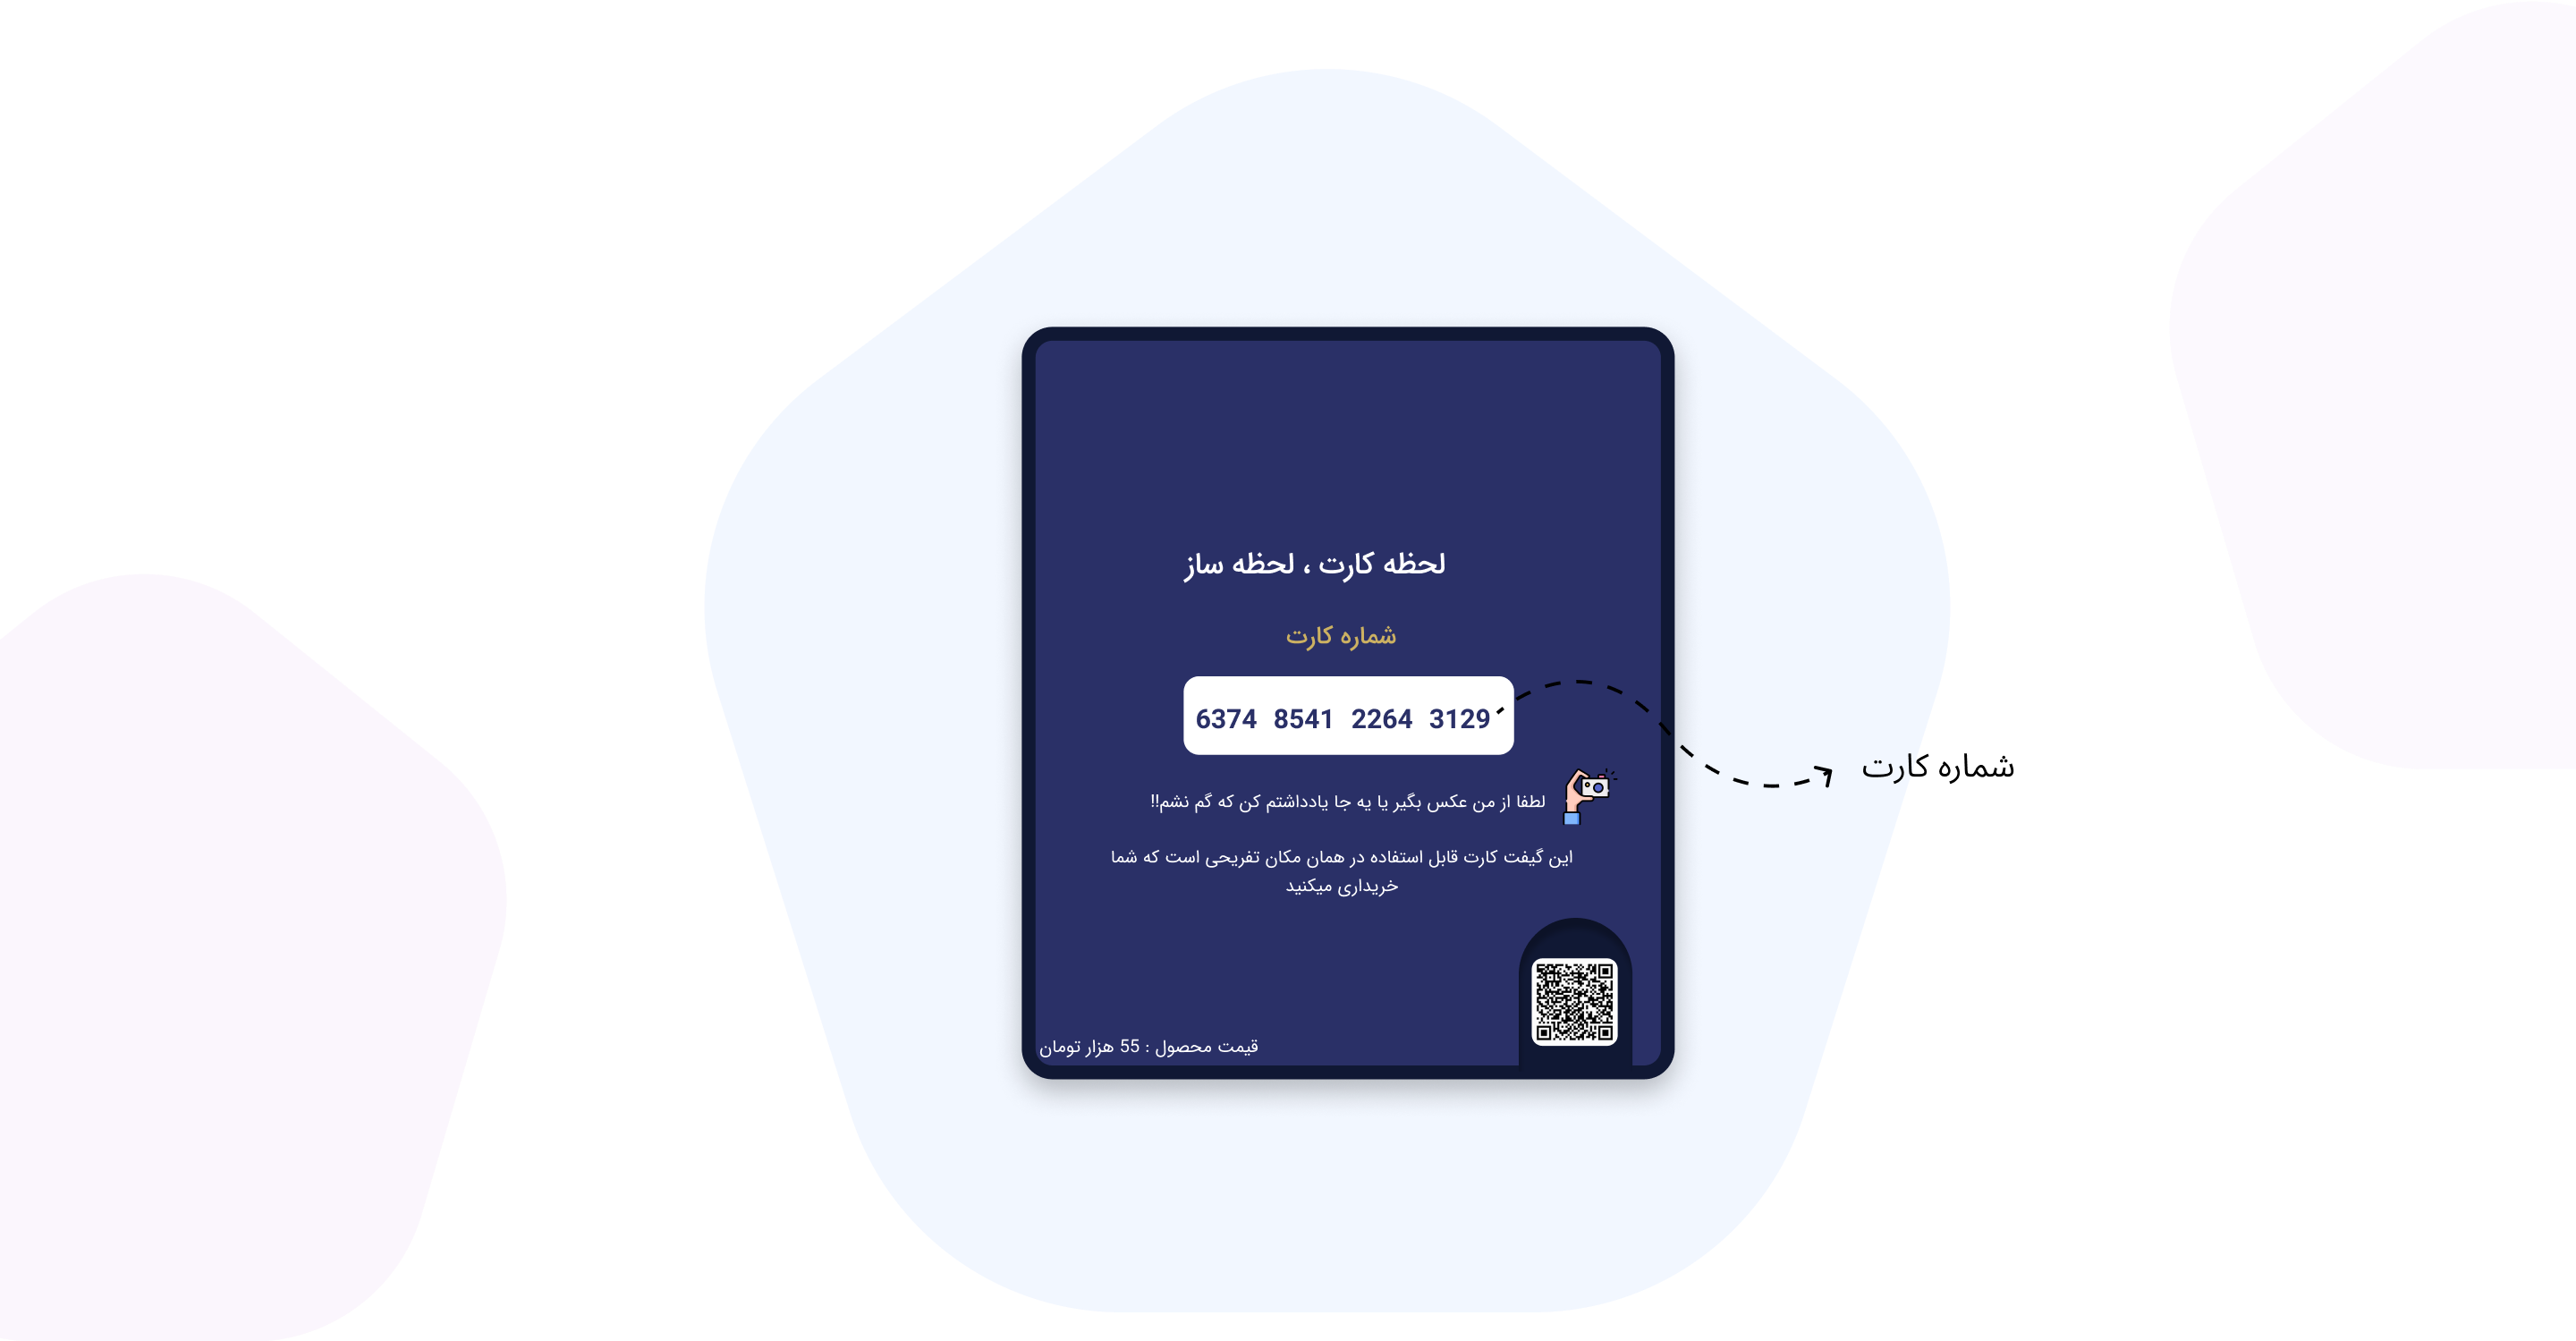 لحظه کارت ، لحظه ساز
شماره کارت
6374 8541 2264 3129
شماره کارت
لطفا از من عکس بگیر یا یه جا یادداشتم کن که گم نشم!!
این گیفت کارت قابل استفاده در همان مکان تفریحی است که شما
خریداری میکنید
قیمت محصول : 55 هزار تومان